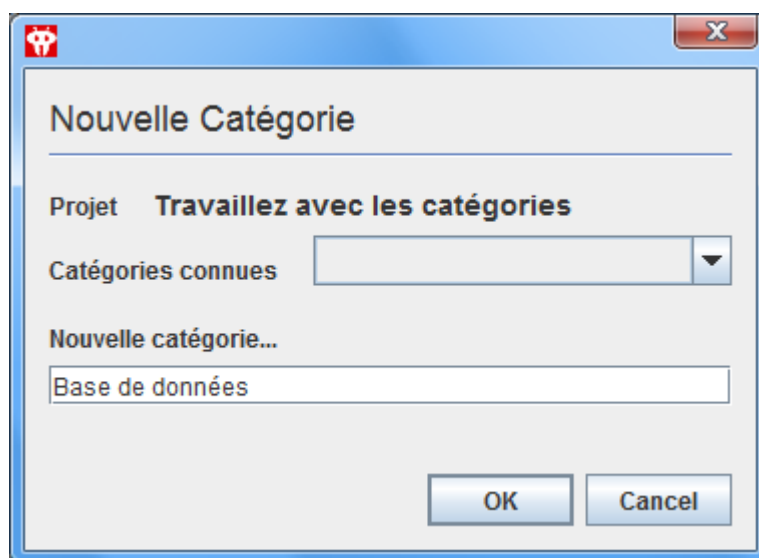 Nouvelle Catégorie
Projet Travaillez avec les catégories
Catégories connues
Nouvelle catégorie...
Base de données
OK Cancel